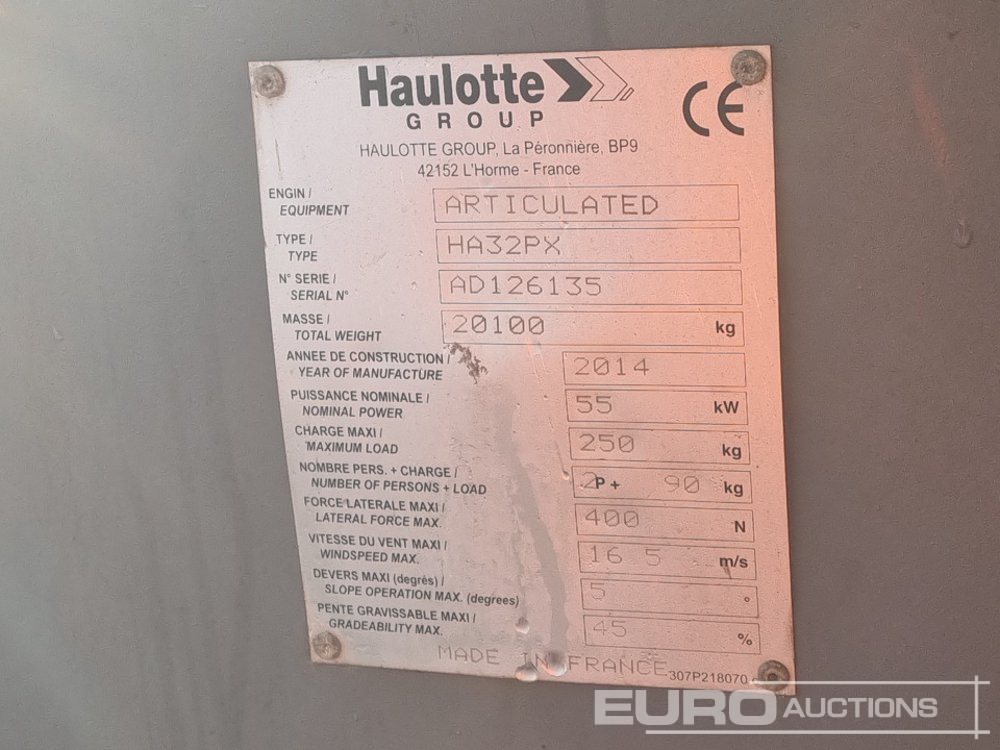 Haulotte
GROUP
CE
HAULOTTE GROUP, La Péronnière, BP9
42152 L'Horme - France
ENGIN /
EQUIPMENT
ARTICULATED
TYPE /
TYPE
HA32PX
N° SERIE /
SERIAL N°
AD126135
MASSE /
TOTAL WEIGHT
20100 kg
ANNEE DE CONSTRUCTION /
YEAR OF MANUFACTURE
2014
PUISSANCE NOMINALE /
NOMINAL POWER
55 kW
CHARGE MAXI /
MAXIMUM LOAD
250 kg
NOMBRE PERS. + CHARGE /
NUMBER OF PERSONS + LOAD
2P + 90 kg
FORCE LATERALE MAXI /
LATERAL FORCE MAX.
400 N
VITESSE DU VENT MAXI /
WINDSPEED MAX.
16 5 m/s
DEVERS MAXI (degrès) /
SLOPE OPERATION MAX. (degrees)
5 °
PENTE GRAVISSABLE MAXI /
GRADEABILITY MAX.
45 %
MADE IN FRANCE
307P218070
EURO AUCTIONS